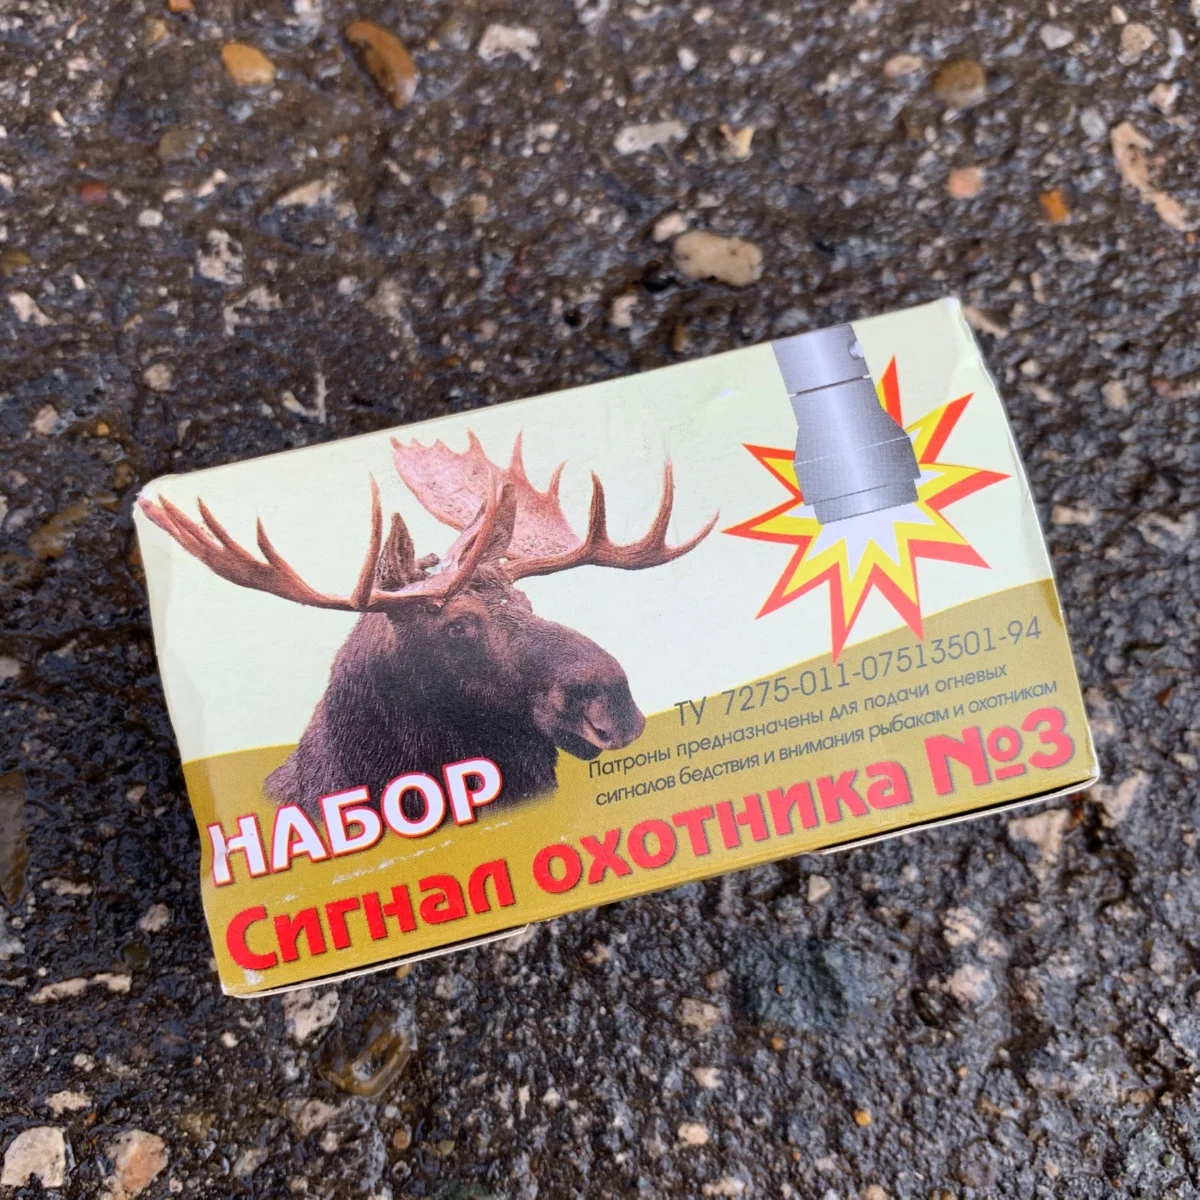 ТУ 7275-011-07513501-94
Патроны предназначены для подачи огневых
сигналов бедствия и внимания рыбакам и охотникам
НАБОР
Сигнал охотника №3